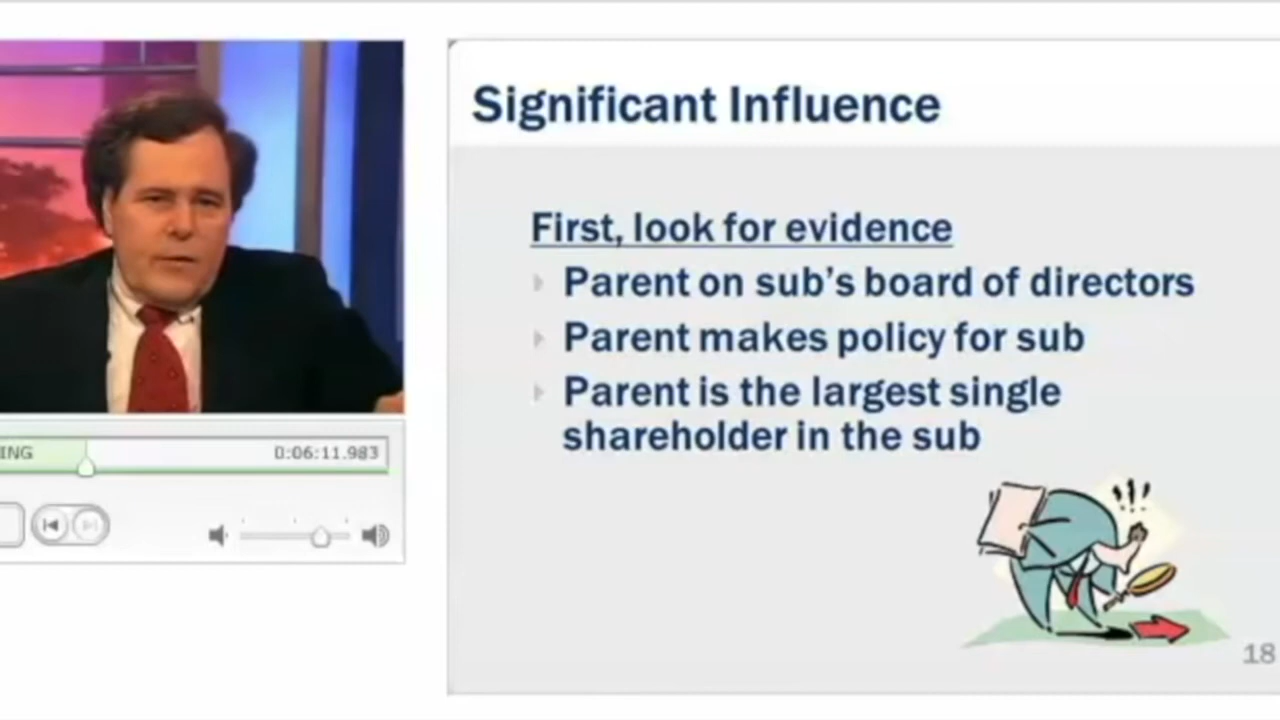 Significant Influence
First, look for evidence
Parent on sub's board of directors
Parent makes policy for sub
Parent is the largest single
shareholder in the sub
ING
0:06:11.983
!!!
18